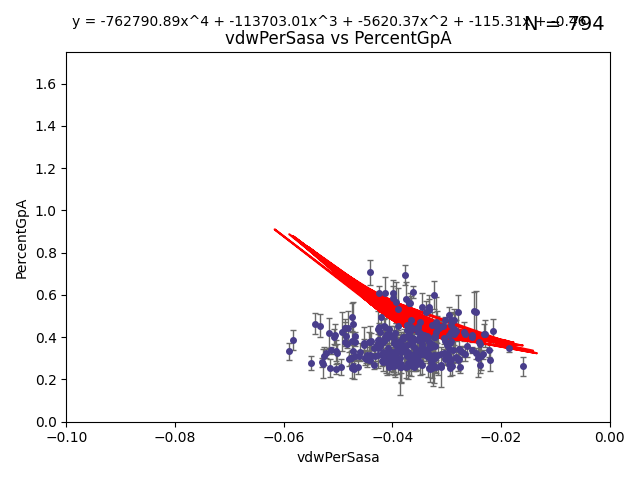 y = -762790.89x^4 + -113703.01x^3 + -5620.37x^2 + -115.31x +
N = 794
vdwPerSasa vs PercentGpA
PercentGpA
1.6
1.4
1.2
1.0
0.8
0.6
0.4
0.2
0.0
−0.10 −0.08 −0.06 −0.04 −0.02 0.00
vdwPerSasa